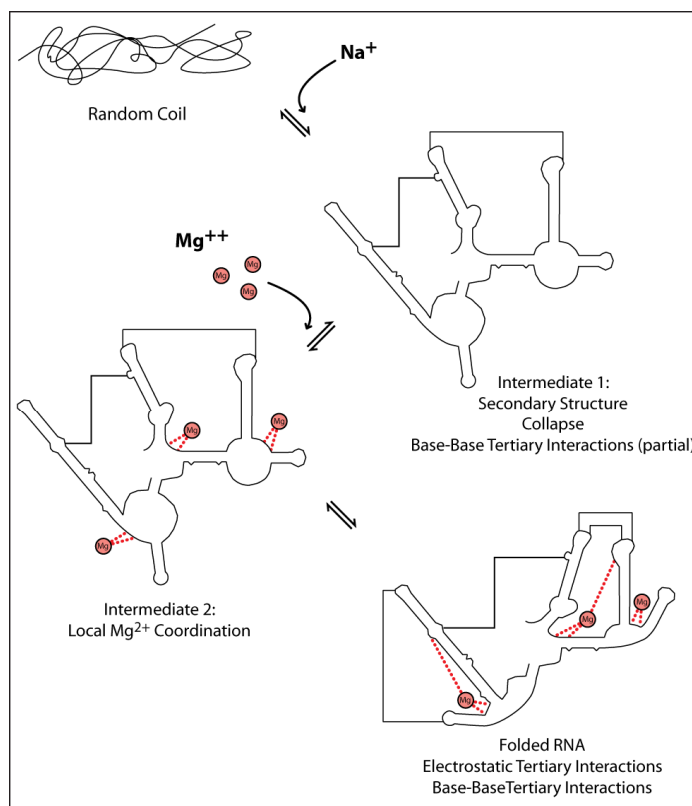 Na⁺
Random Coil
Mg⁺⁺
Mg
Mg
Mg
Intermediate 1:
Secondary Structure
Collapse
Base-Base Tertiary Interactions (partial)
Mg
Mg
Mg
Intermediate 2:
Local Mg²⁺ Coordination
Mg
Mg
Mg
Folded RNA
Electrostatic Tertiary Interactions
Base-BaseTertiary Interactions